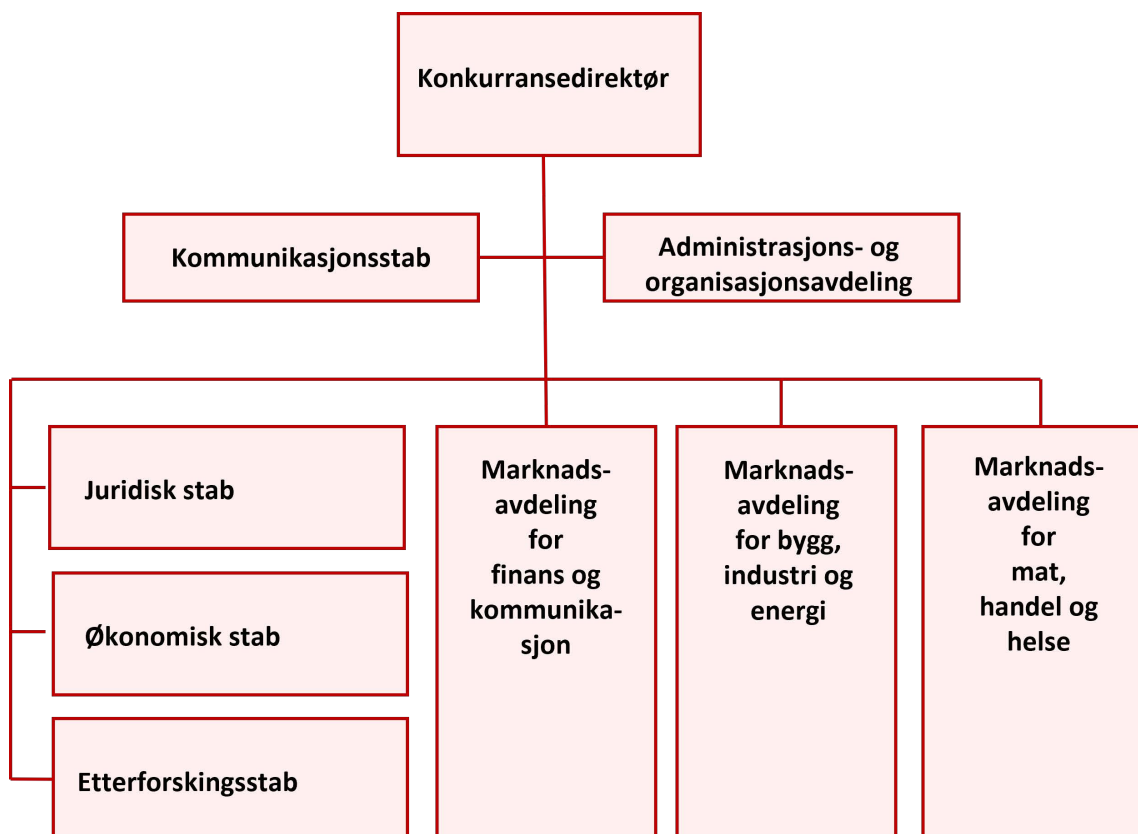 Konkurransedirektør
Kommunikasjonsstab
Administrasjons- og
organisasjonsavdeling
Juridisk stab
Økonomisk stab
Etterforskingsstab
Marknads-
avdeling
for
finans og
kommunika-
sjon
Marknads-
avdeling
for bygg,
industri og
energi
Marknads-
avdeling
for
mat,
handel og
helse